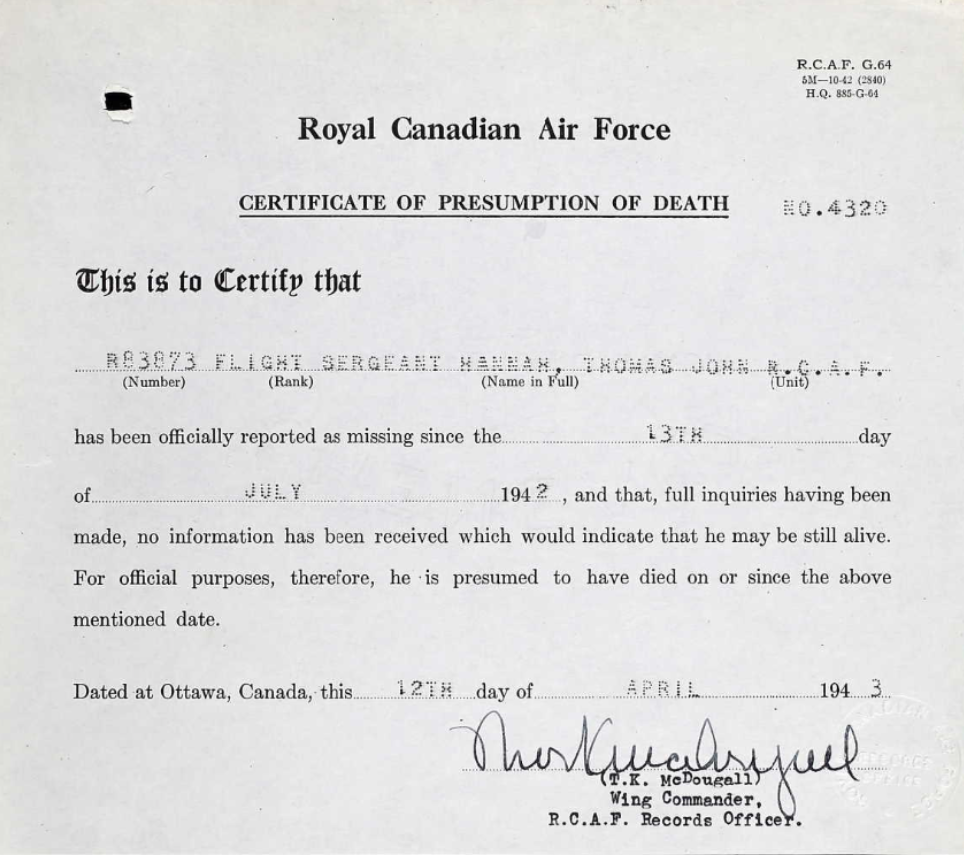 R.C.A.F. G.64
5M—10-42 (2840)
H.Q. 885-G-64
Royal Canadian Air Force
CERTIFICATE OF PRESUMPTION OF DEATH NO.4320
This is to Certify that
R83873 FLIGHT SERGEANT HANNAH, THOMAS JOHN R.C.A.F.
(Number) (Rank) (Name in Full) (Unit)
has been officially reported as missing since the 13TH day
of JULY 1942, and that, full inquiries having been
made, no information has been received which would indicate that he may be still alive.
For official purposes, therefore, he is presumed to have died on or since the above
mentioned date.
Dated at Ottawa, Canada, this 12TH day of APRIL 1943
(T.K. McDougall)
Wing Commander,
R.C.A.F. Records Officer.